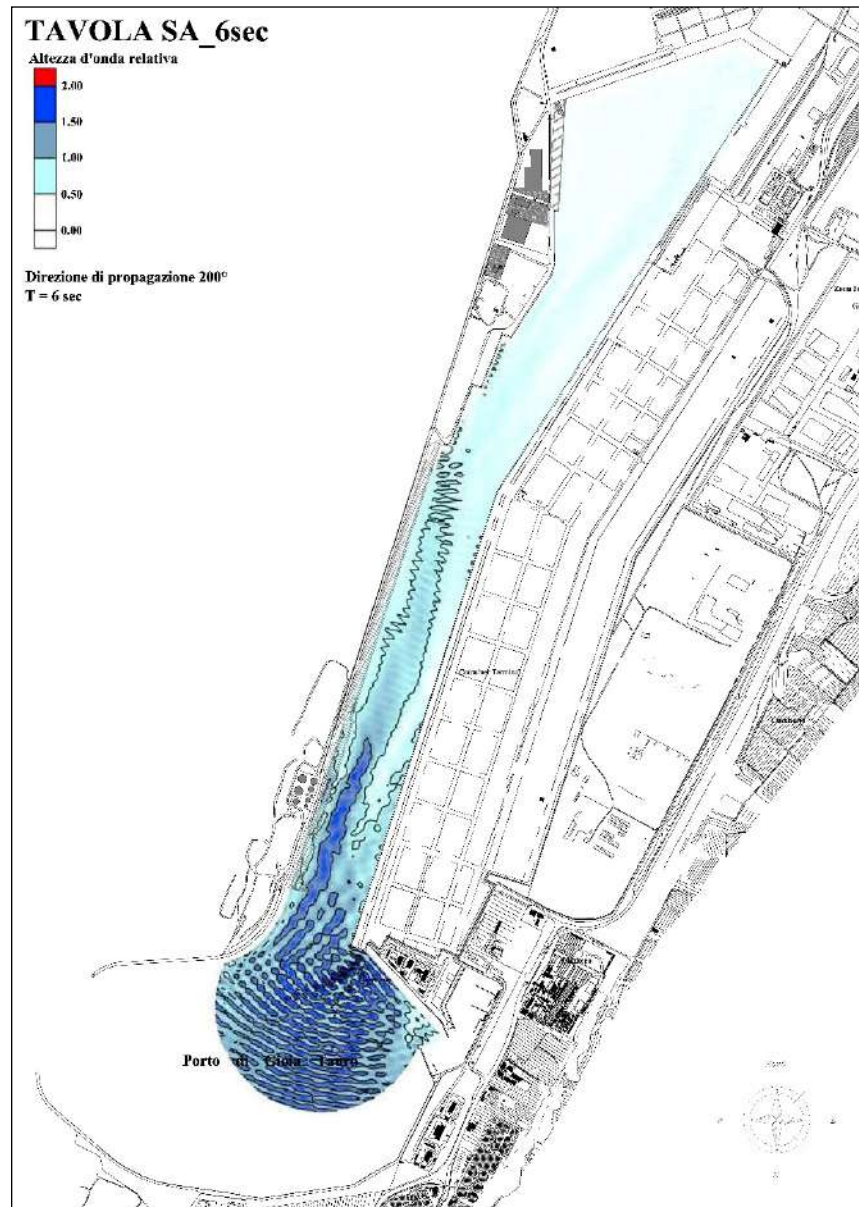 TAVOLA SA_6sec
Altezza d'onda relativa
2.00
1.50
1.00
0.50
0.00
Direzione di propagazione 200°
T = 6 sec
Porto di Gioia Tauro